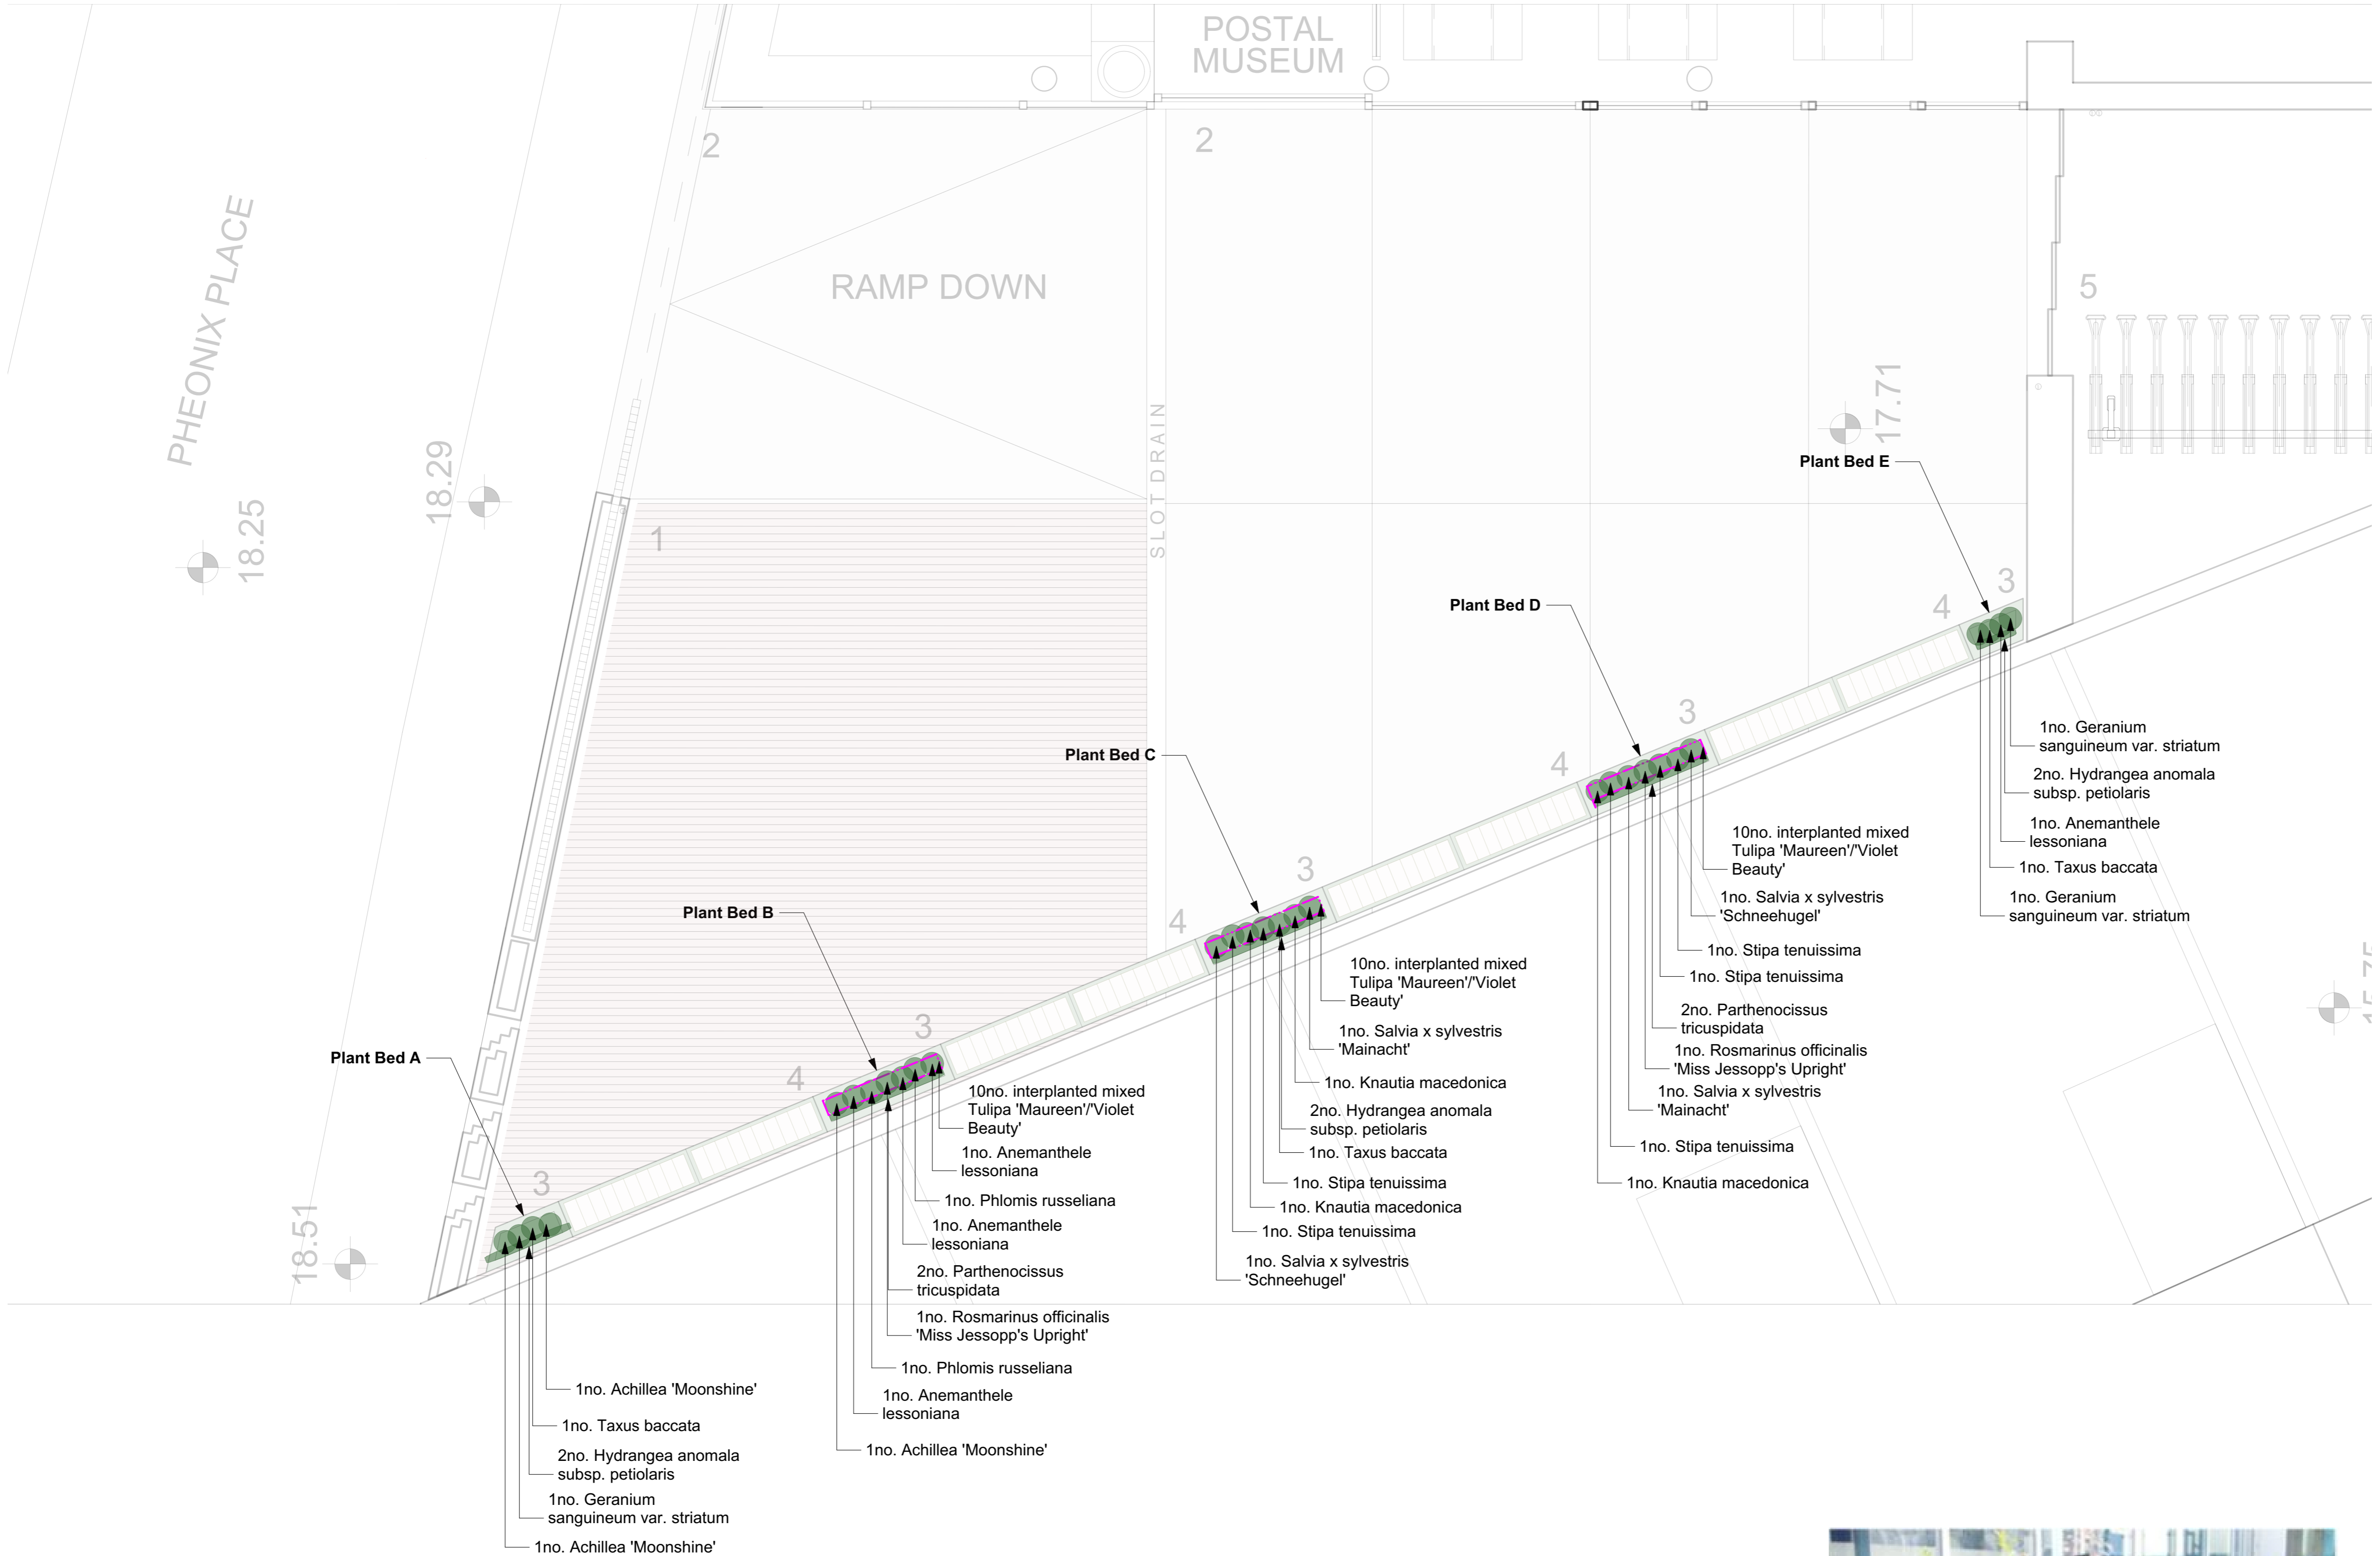 POSTAL
MUSEUM
2
2
PHEONIX PLACE
RAMP DOWN
5
SLOT DRAIN
17.71
18.29
18.25
1
Plant Bed E
3
4
Plant Bed D
3
4
1no. Geranium
sanguineum var. striatum
2no. Hydrangea anomala
subsp. petiolaris
1no. Anemanthele
lessoniana
1no. Taxus baccata
1no. Geranium
sanguineum var. striatum
Plant Bed C
3
4
10no. interplanted mixed
Tulipa 'Maureen'/'Violet
Beauty'
1no. Salvia x sylvestris
'Schneehugel'
1no. Stipa tenuissima
1no. Stipa tenuissima
2no. Parthenocissus
tricuspidata
1no. Rosmarinus officinalis
'Miss Jessopp's Upright'
1no. Salvia x sylvestris
'Mainacht'
1no. Stipa tenuissima
1no. Knautia macedonica
Plant Bed B
3
4
10no. interplanted mixed
Tulipa 'Maureen'/'Violet
Beauty'
1no. Salvia x sylvestris
'Mainacht'
1no. Knautia macedonica
2no. Hydrangea anomala
subsp. petiolaris
1no. Taxus baccata
1no. Stipa tenuissima
1no. Knautia macedonica
1no. Stipa tenuissima
1no. Salvia x sylvestris
'Schneehugel'
Plant Bed A
3
18.51
10no. interplanted mixed
Tulipa 'Maureen'/'Violet
Beauty'
1no. Anemanthele
lessoniana
1no. Phlomis russeliana
1no. Anemanthele
lessoniana
2no. Parthenocissus
tricuspidata
1no. Rosmarinus officinalis
'Miss Jessopp's Upright'
1no. Phlomis russeliana
1no. Anemanthele
lessoniana
1no. Achillea 'Moonshine'
1no. Achillea 'Moonshine'
1no. Taxus baccata
2no. Hydrangea anomala
subsp. petiolaris
1no. Geranium
sanguineum var. striatum
1no. Achillea 'Moonshine'